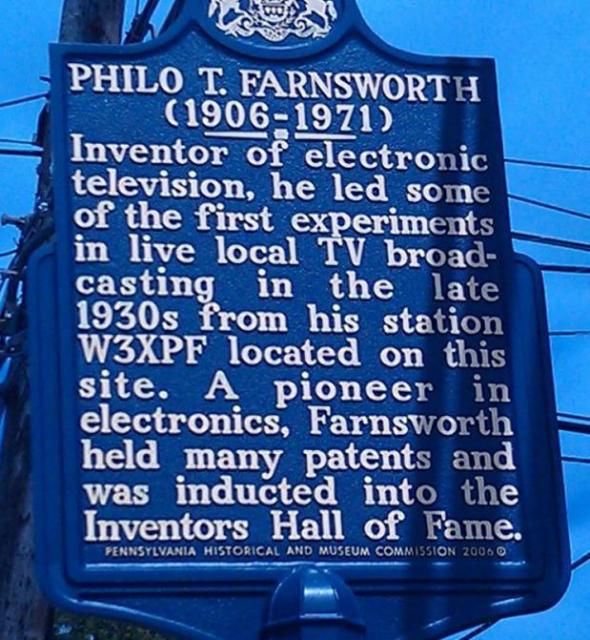 PHILO T. FARNSWORTH
(1906-1971)
Inventor of electronic
television, he led some
of the first experiments
in live local TV broad-
casting in the late
1930s from his station
W3XPF located on this
site. A pioneer in
electronics, Farnsworth
held many patents and
was inducted into the
Inventors Hall of Fame.
PENNSYLVANIA HISTORICAL AND MUSEUM COMMISSION 2006 ©